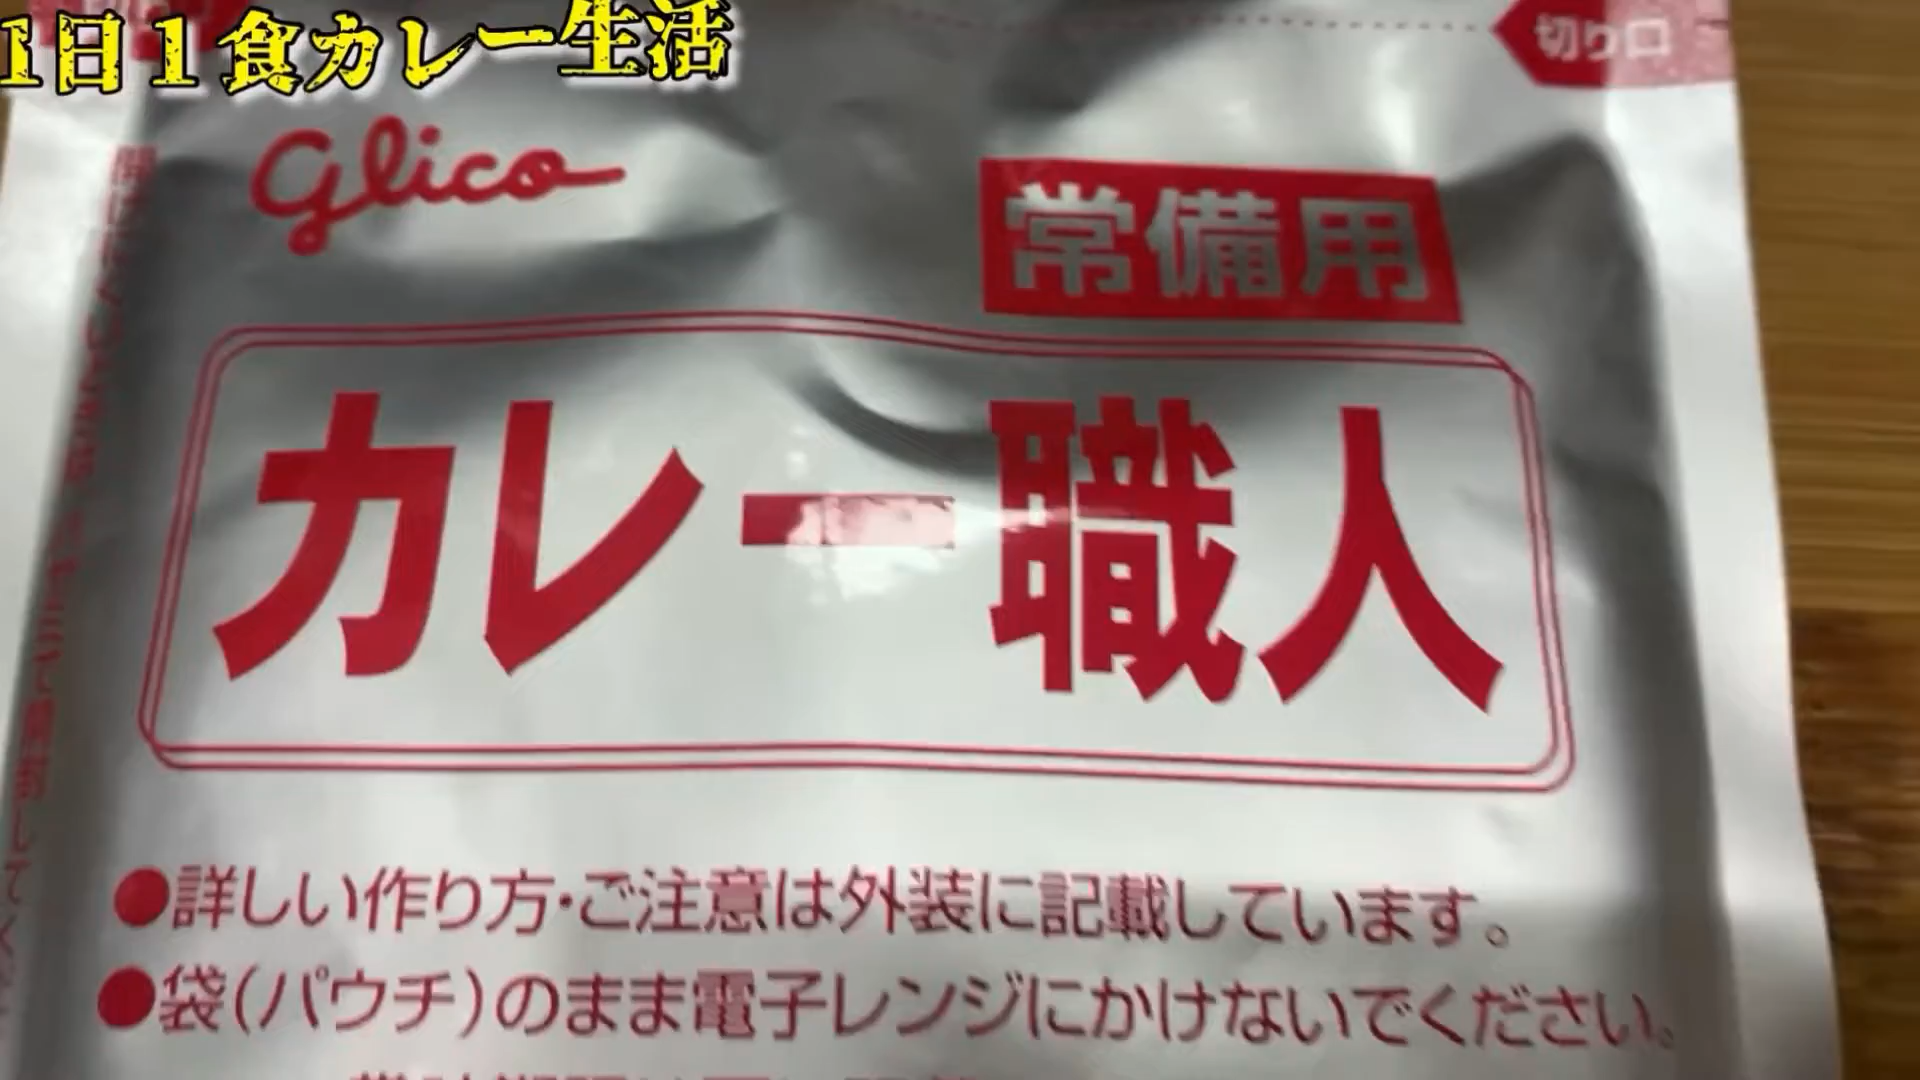 1日1食カレー生活
切り口
glico
常備用
カレー職人
●詳しい作り方・ご注意は外装に記載しています。
●袋(パウチ)のまま電子レンジにかけないでください。